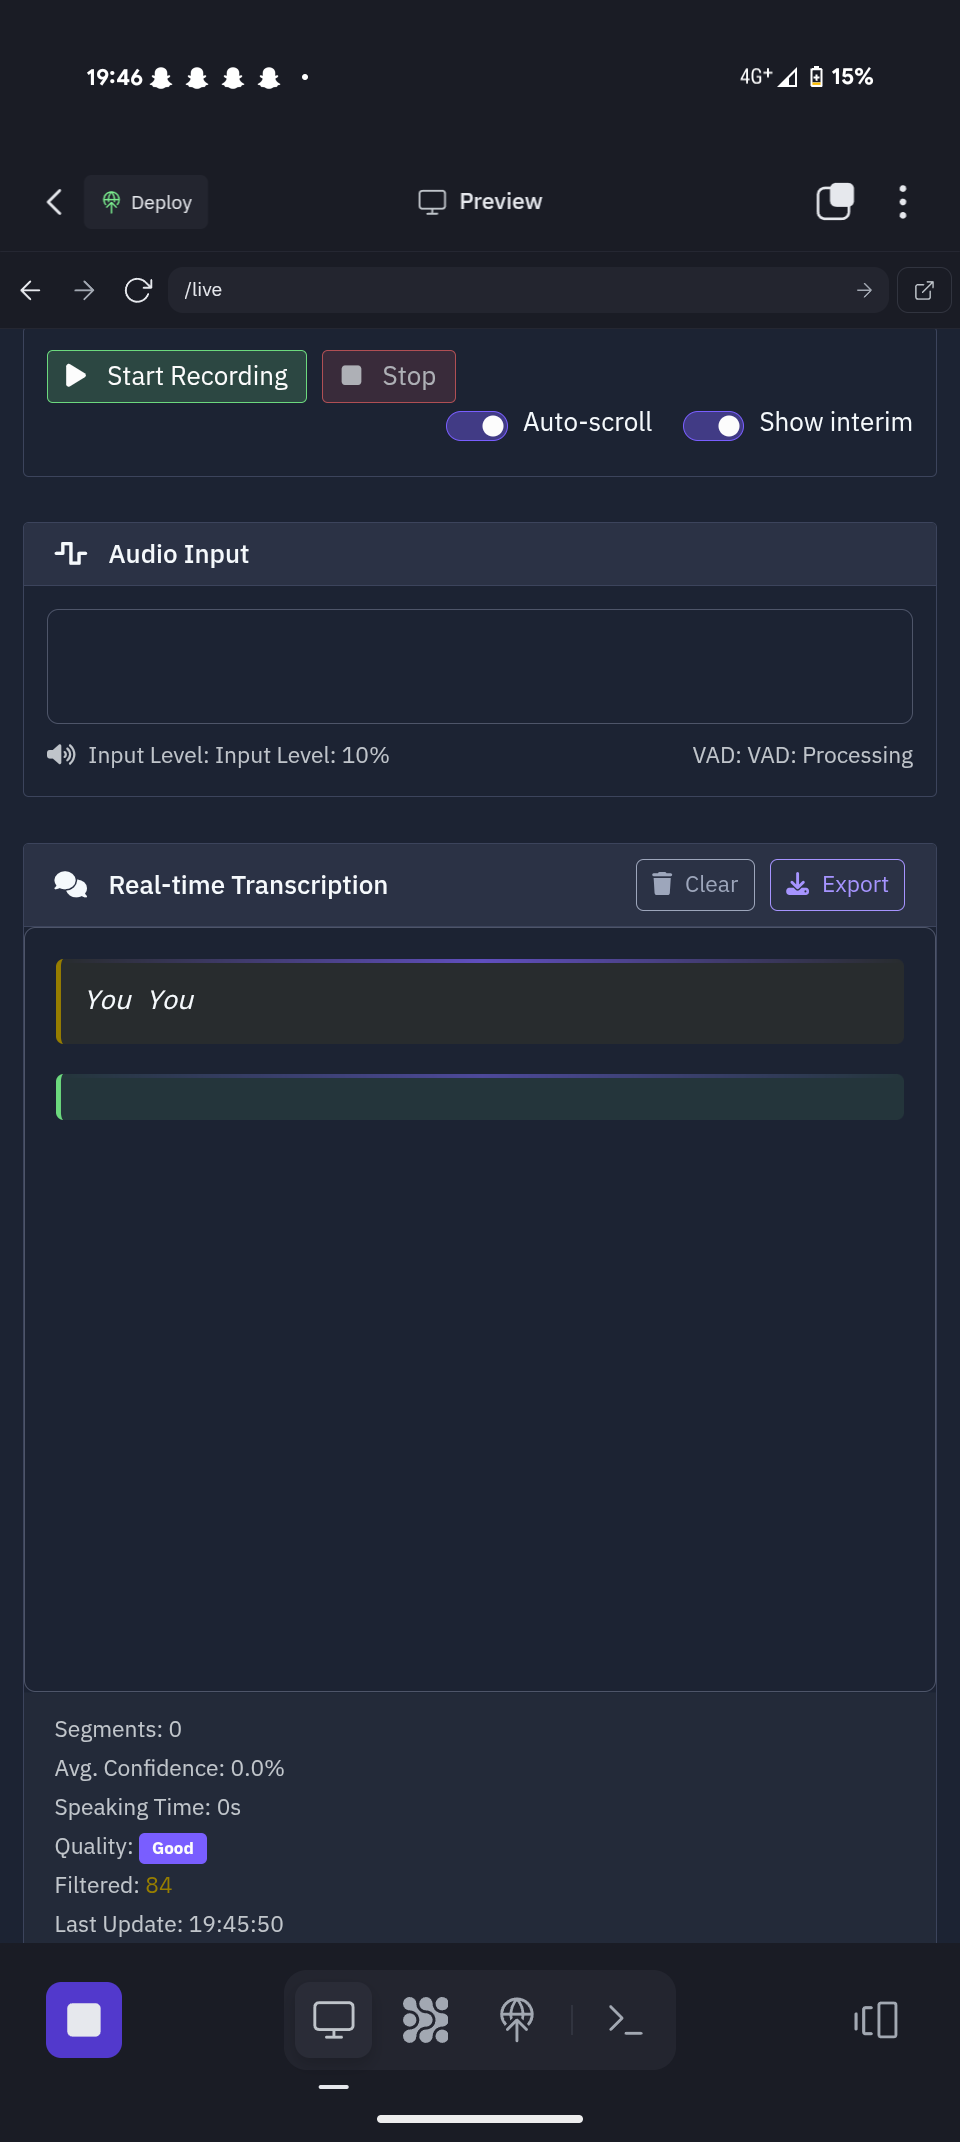 19:46
4G+ 15%
Deploy
Preview
/live
Start Recording
Stop
Auto-scroll
Show interim
Audio Input
Input Level: Input Level: 10%
VAD: VAD: Processing
Real-time Transcription
Clear
Export
You You
Segments: 0
Avg. Confidence: 0.0%
Speaking Time: 0s
Quality: Good
Filtered: 84
Last Update: 19:45:50